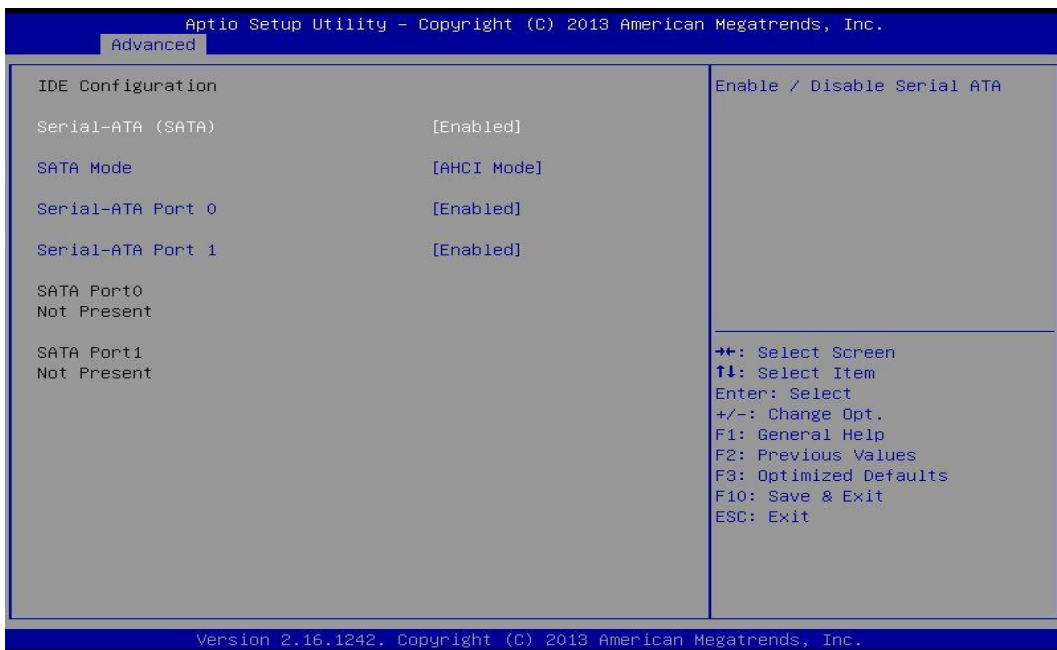 Aptio Setup Utility – Copyright (C) 2013 American Megatrends, Inc.
Advanced
IDE Configuration
Serial-ATA (SATA) [Enabled]
SATA Mode [AHCI Mode]
Serial-ATA Port 0 [Enabled]
Serial-ATA Port 1 [Enabled]
SATA Port0
Not Present
SATA Port1
Not Present
Enable / Disable Serial ATA
→←: Select Screen
↑↓: Select Item
Enter: Select
+/-: Change Opt.
F1: General Help
F2: Previous Values
F3: Optimized Defaults
F10: Save & Exit
ESC: Exit
Version 2.16.1242. Copyright (C) 2013 American Megatrends, Inc.